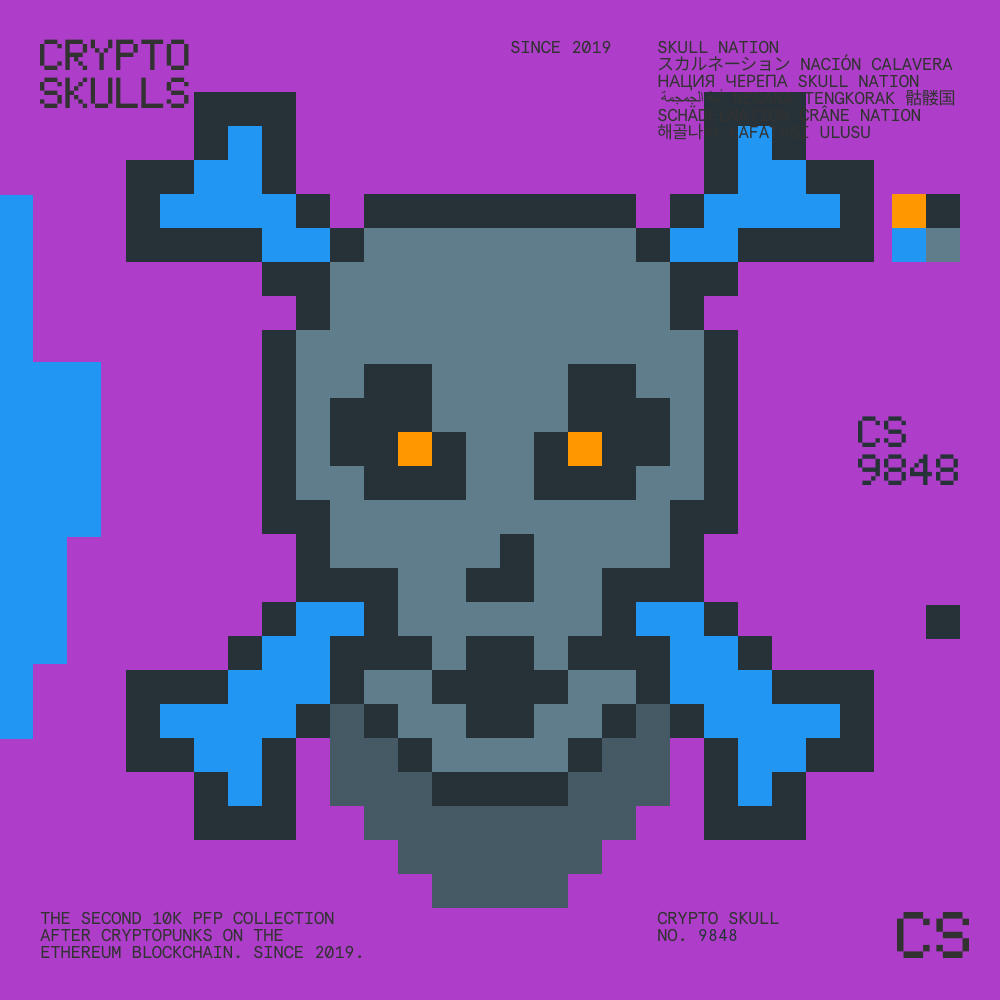 CRYPTO
SKULLS
SINCE 2019
SKULL NATION
スカルネーション NACIÓN CALAVERA
НАЦИЯ ЧЕРЕПА SKULL NATION
TENGKORAK 骷髅国
CRÂNE NATION
ULUSU
CS
9848
THE SECOND 10K PFP COLLECTION
AFTER CRYPTOPUNKS ON THE
ETHEREUM BLOCKCHAIN. SINCE 2019.
CRYPTO SKULL
NO. 9848
CS